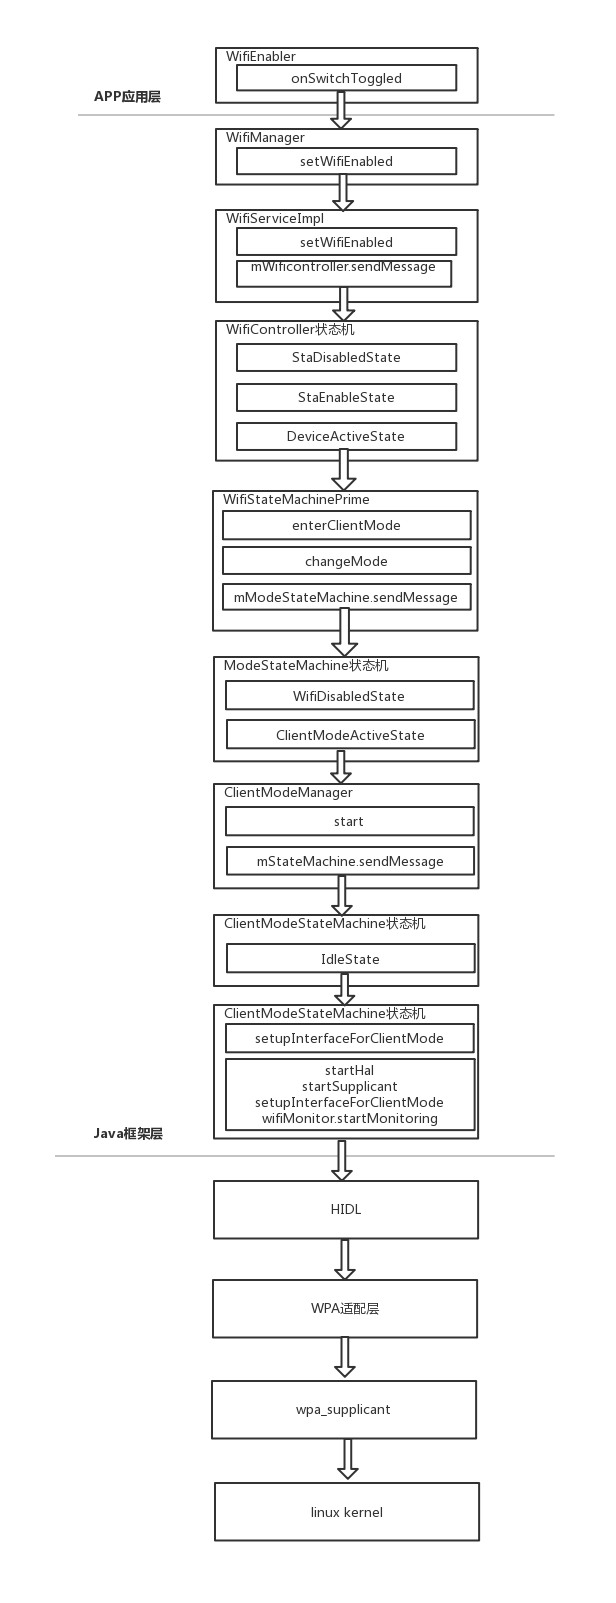 WifiEnabler
onSwitchToggled
APP应用层
WifiManager
setWifiEnabled
WifiServiceImpl
setWifiEnabled
mWificontroller.sendMessage
WifiController状态机
StaDisabledState
StaEnableState
DeviceActiveState
WifiStateMachinePrime
enterClientMode
changeMode
mModeStateMachine.sendMessage
ModeStateMachine状态机
WifiDisabledState
ClientModeActiveState
ClientModeManager
start
mStateMachine.sendMessage
ClientModeStateMachine状态机
IdleState
ClientModeStateMachine状态机
setupInterfaceForClientMode
startHal
startSupplicant
setupInterfaceForClientMode
wifiMonitor.startMonitoring
Java框架层
HIDL
WPA适配层
wpa_supplicant
linux kernel